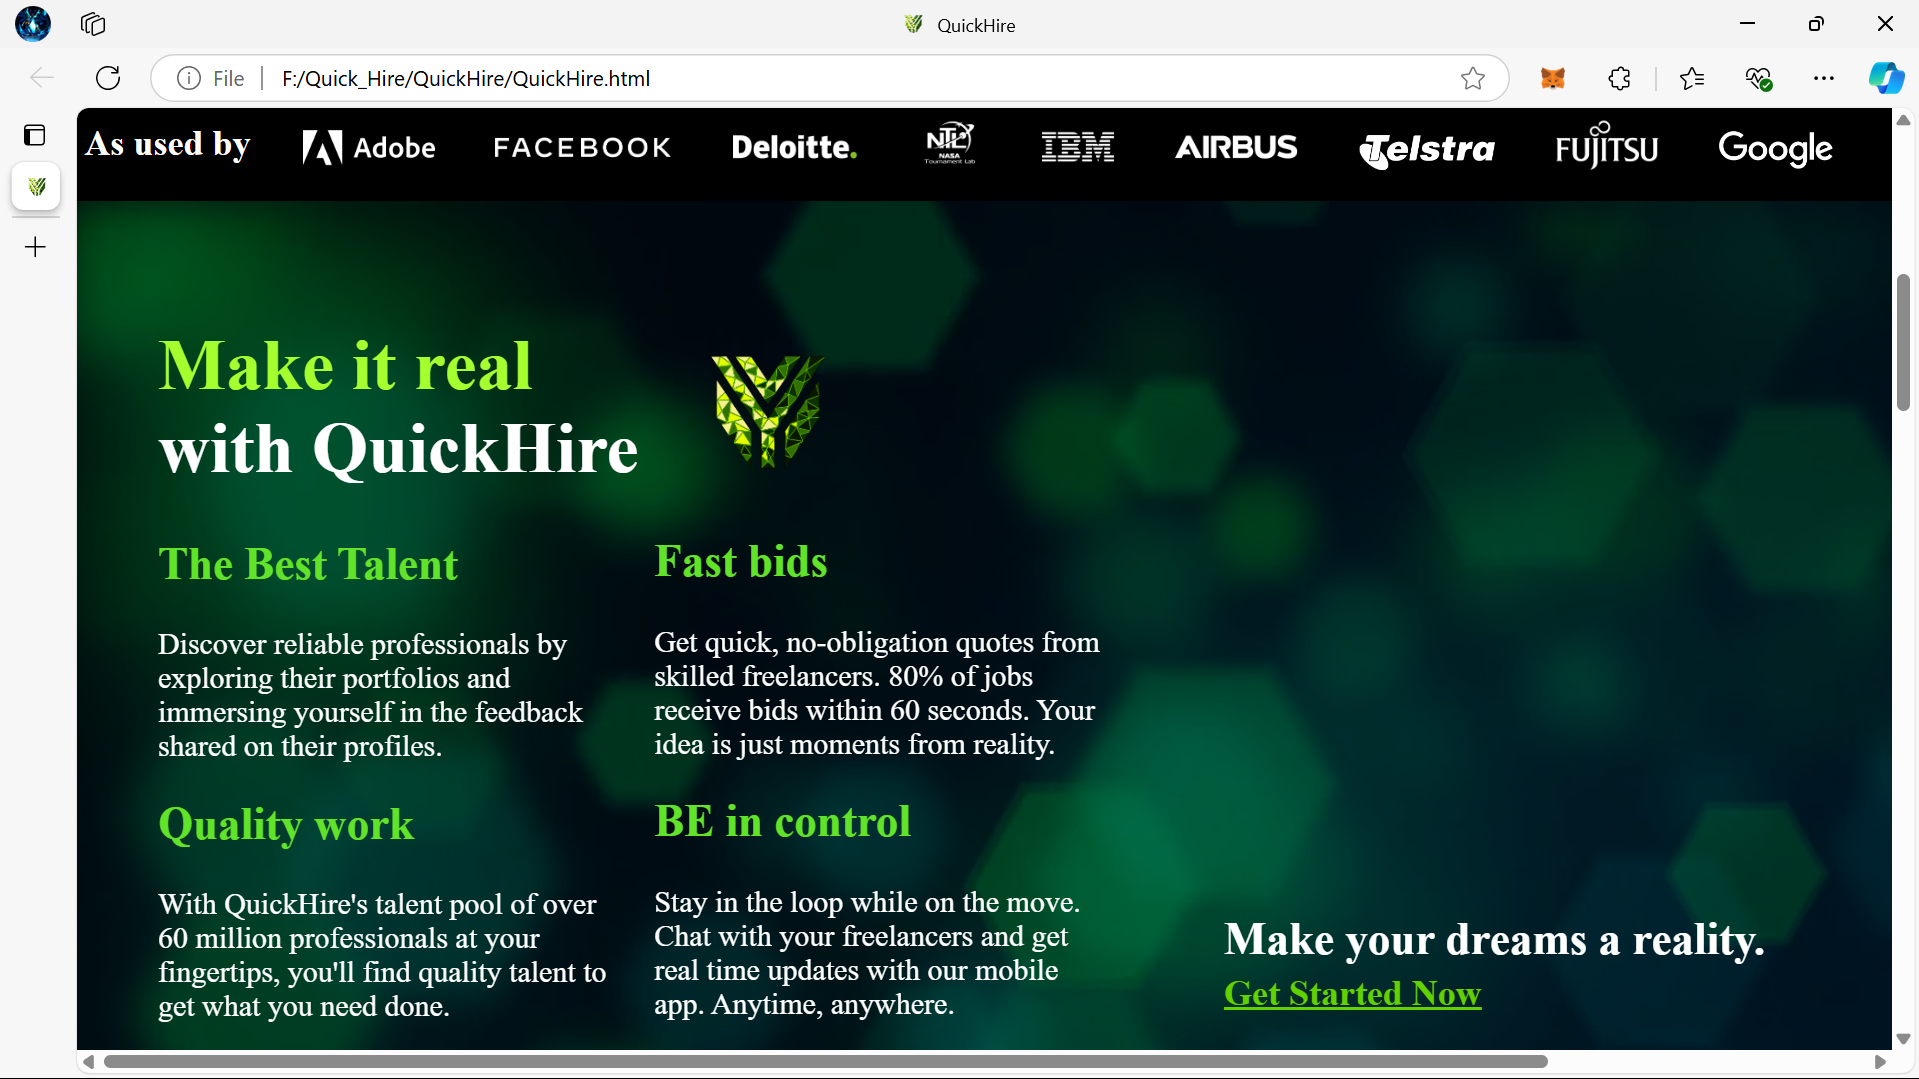 QuickHire
File
F:/Quick_Hire/QuickHire/QuickHire.html
As used by
Adobe
FACEBOOK
Deloitte.
NTL
NASA
Tournament Lab
IBM
AIRBUS
Telstra
FUJITSU
Google
Make it real
with QuickHire
The Best Talent
Discover reliable professionals by
exploring their portfolios and
immersing yourself in the feedback
shared on their profiles.
Fast bids
Get quick, no-obligation quotes from
skilled freelancers. 80% of jobs
receive bids within 60 seconds. Your
idea is just moments from reality.
Quality work
With QuickHire's talent pool of over
60 million professionals at your
fingertips, you'll find quality talent to
get what you need done.
BE in control
Stay in the loop while on the move.
Chat with your freelancers and get
real time updates with our mobile
app. Anytime, anywhere.
Make your dreams a reality.
Get Started Now